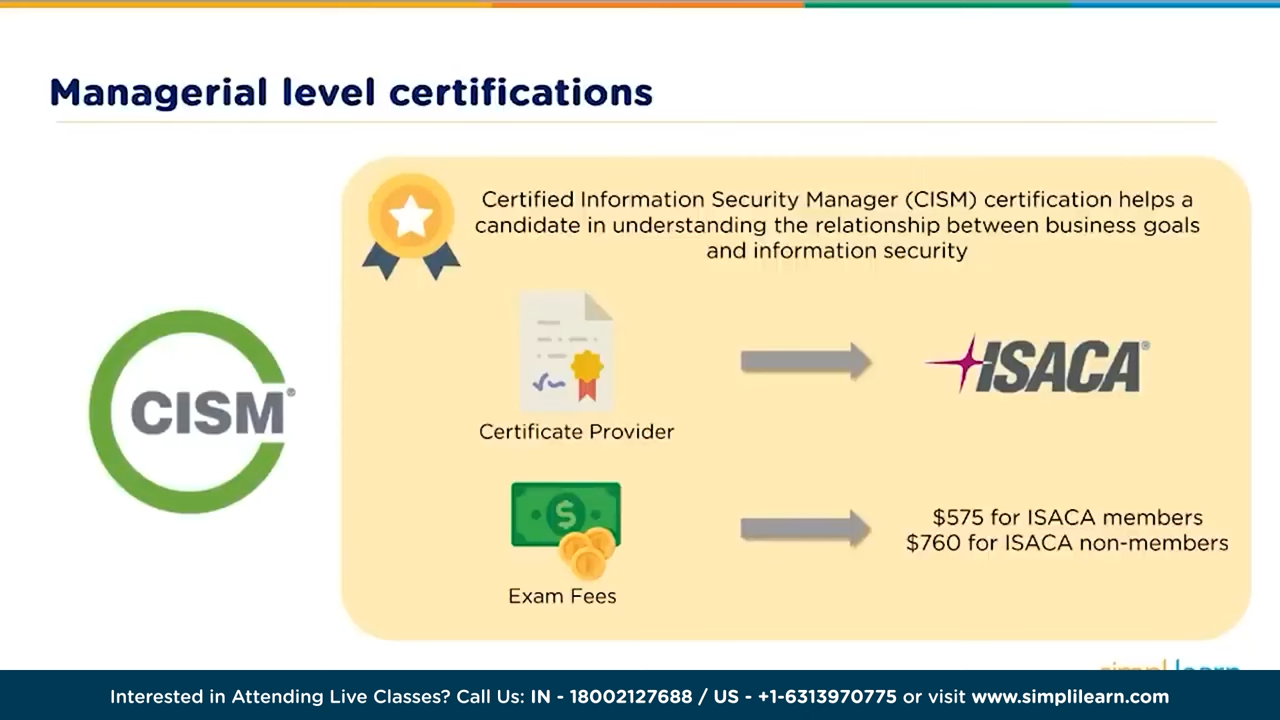 Managerial level certifications
Certified Information Security Manager (CISM) certification helps a
candidate in understanding the relationship between business goals
and information security
CISM®
ISACA®
Certificate Provider
$575 for ISACA members
$760 for ISACA non-members
Exam Fees
simplilearn
Interested in Attending Live Classes? Call Us: IN - 18002127688 / US - +1-6313970775 or visit www.simplilearn.com